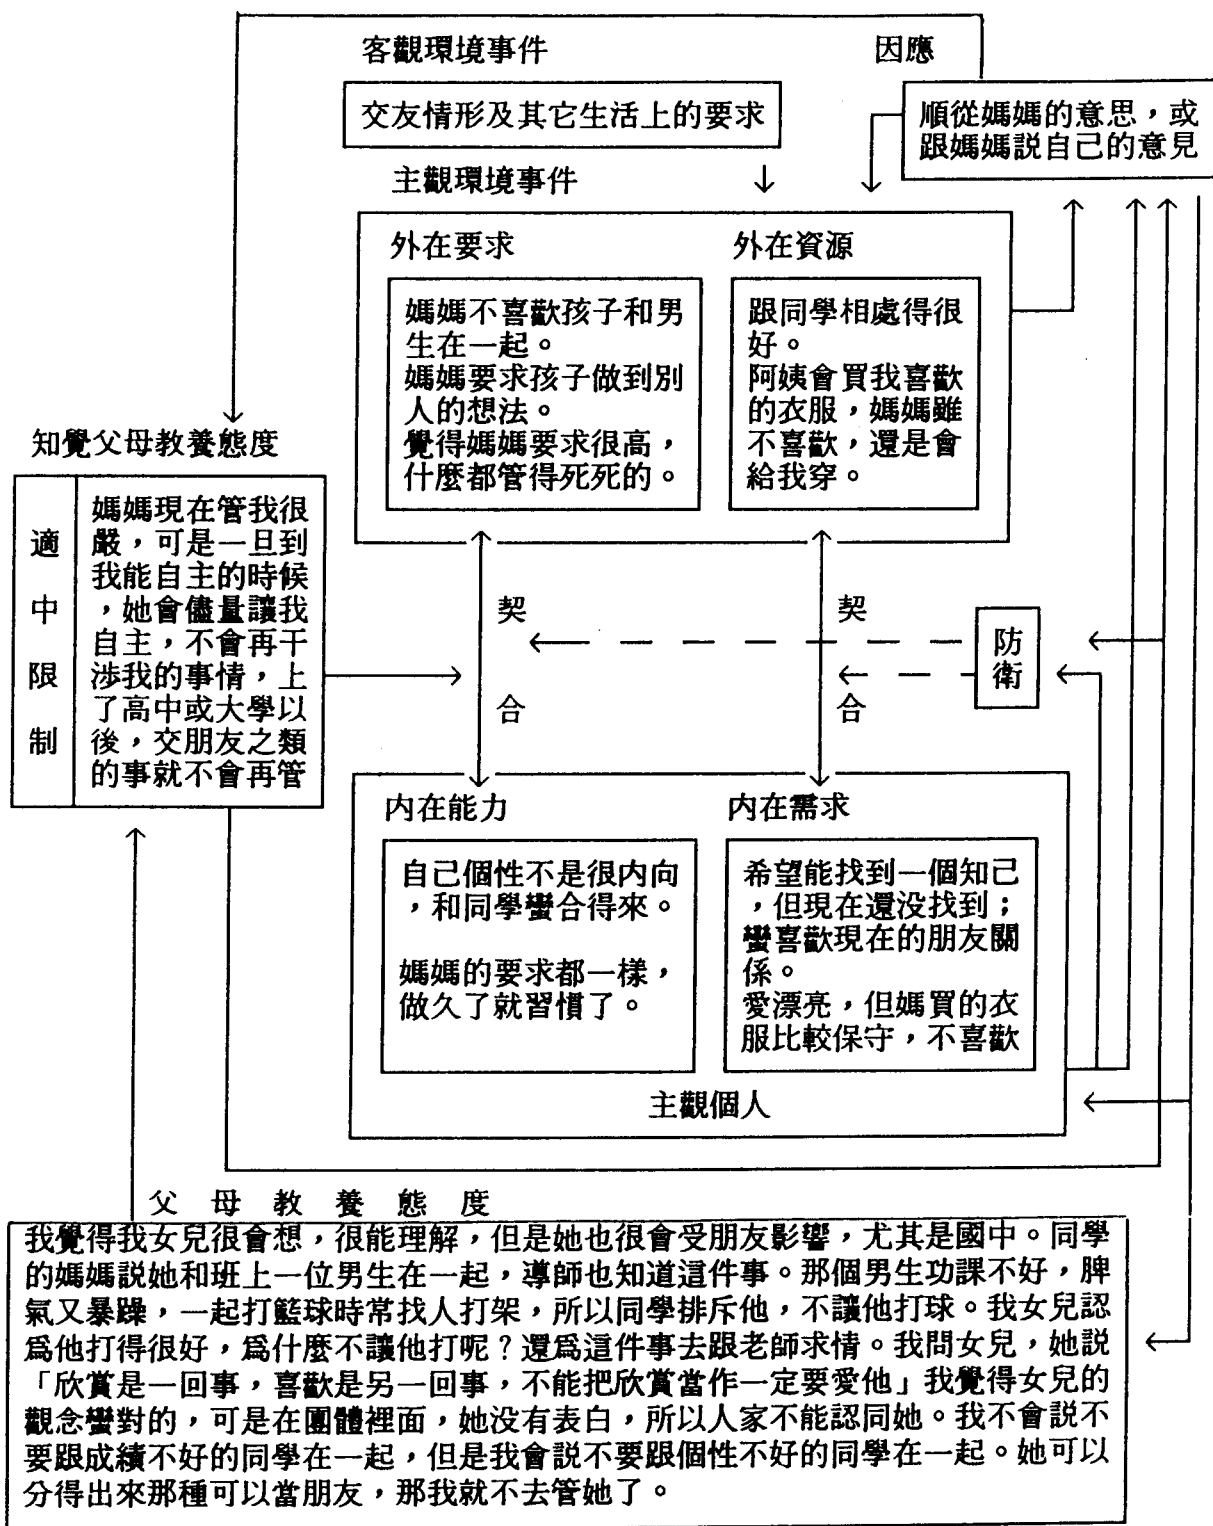 客觀環境事件
因應
交友情形及其它生活上的要求
順從媽媽的意思，或
跟媽媽說自己的意見
主觀環境事件
外在要求
媽媽不喜歡孩子和男
生在一起。
媽媽要求孩子做到別
人的想法。
覺得媽媽要求很高，
什麼都管得死死的。
外在資源
跟同學相處得很
好。
阿姨會買我喜歡
的衣服，媽媽雖
不喜歡，還是會
給我穿。
知覺父母教養態度
適中限制
媽媽現在管我很
嚴，可是一旦到
我能自主的時候
，她會儘量讓我
自主，不會再干
涉我的事情，上
了高中或大學以
後，交朋友之類
的事就不會再管
契合
契合
防衛
內在能力
自己個性不是很內向
，和同學蠻合得來。
媽媽的要求都一樣，
做久了就習慣了。
內在需求
希望能找到一個知己
，但現在還沒找到；
蠻喜歡現在的朋友關
係。
愛漂亮，但媽買的衣
服比較保守，不喜歡
主觀個人
父母教養態度
我覺得我女兒很會想，很能理解，但是她也很會受朋友影響，尤其是國中。同學
的媽媽說她和班上一位男生在一起，導師也知道這件事。那個男生功課不好，脾
氣又暴躁，一起打籃球時常找人打架，所以同學排斥他，不讓他打球。我女兒認
爲他打得很好，爲什麼不讓他打呢？還爲這件事去跟老師求情。我問女兒，她說
「欣賞是一回事，喜歡是另一回事，不能把欣賞當作一定要愛他」我覺得女兒的
觀念蠻對的，可是在團體裡面，她沒有表白，所以人家不能認同她。我不會說不
要跟成績不好的同學在一起，但是我會說不要跟個性不好的同學在一起。她可以
分得出來那種可以當朋友，那我就不去管她了。